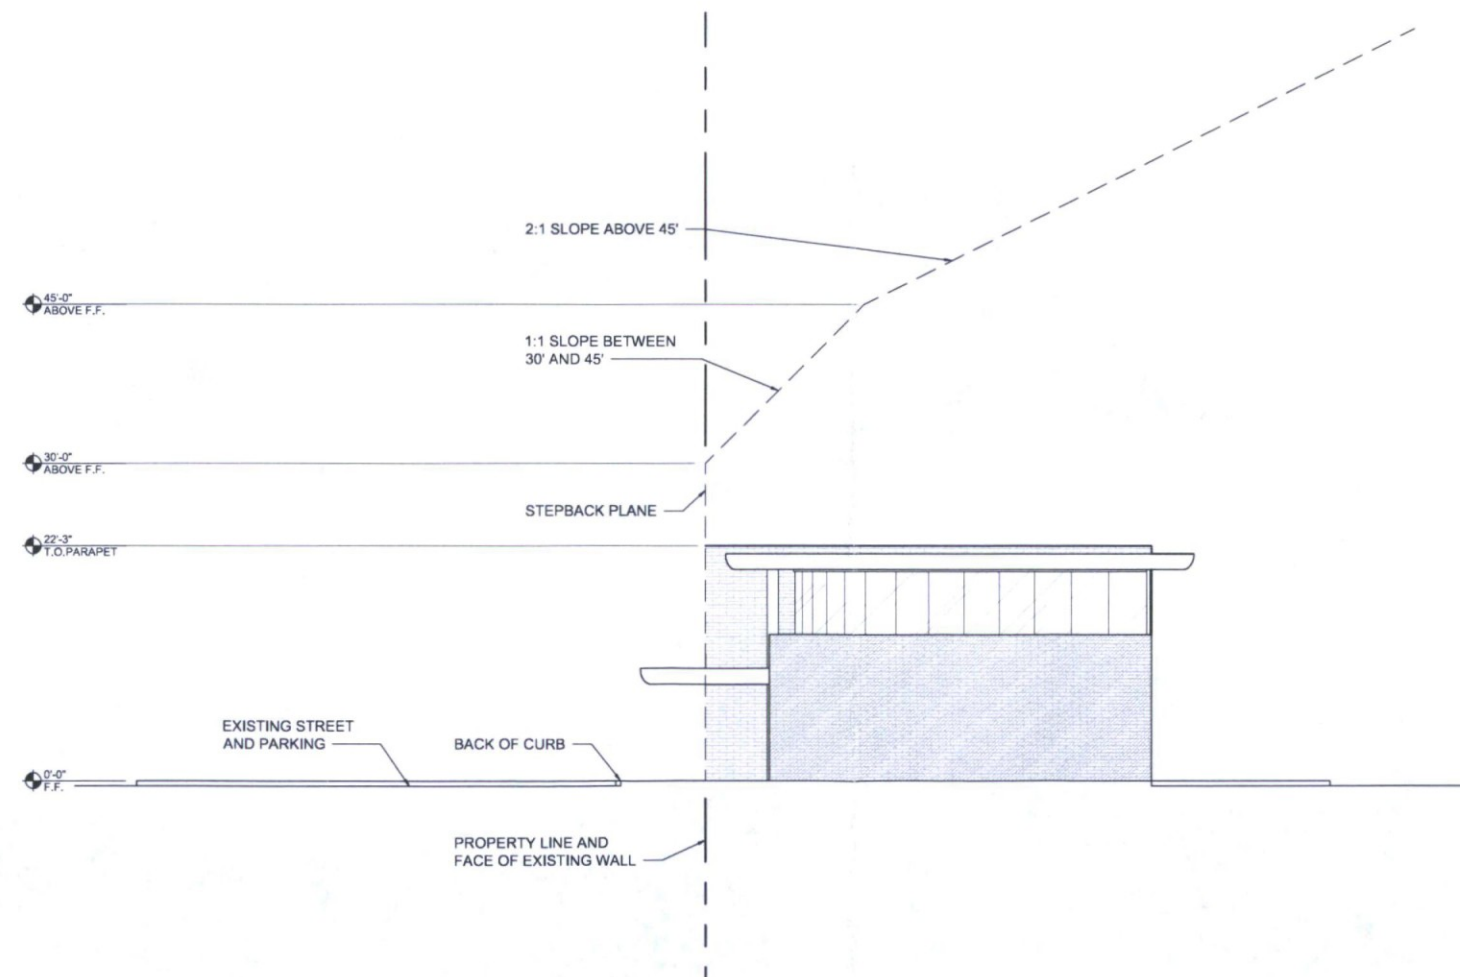 2:1 SLOPE ABOVE 45'
45'-0"
ABOVE F.F.
1:1 SLOPE BETWEEN
30' AND 45'
30'-0"
ABOVE F.F.
STEPBACK PLANE
22'-3"
T.O.PARAPET
EXISTING STREET
AND PARKING
BACK OF CURB
0'-0"
F.F.
PROPERTY LINE AND
FACE OF EXISTING WALL